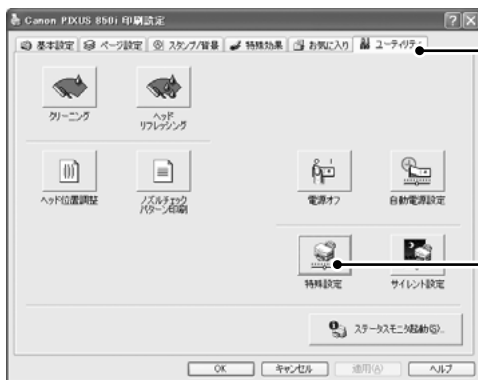 Canon PIXUS 850i 印刷設定
基本設定 ページ設定 スタンプ/背景 特殊効果 お気に入り ユーティリティ
クリーニング ヘッド
リフレッシング
ヘッド位置調整 ノズルチェック
パターン印刷
電源オフ 自動電源設定
特殊設定 サイレント設定
ステータスモニタ起動(S)...
OK キャンセル 適用(A) ヘルプ